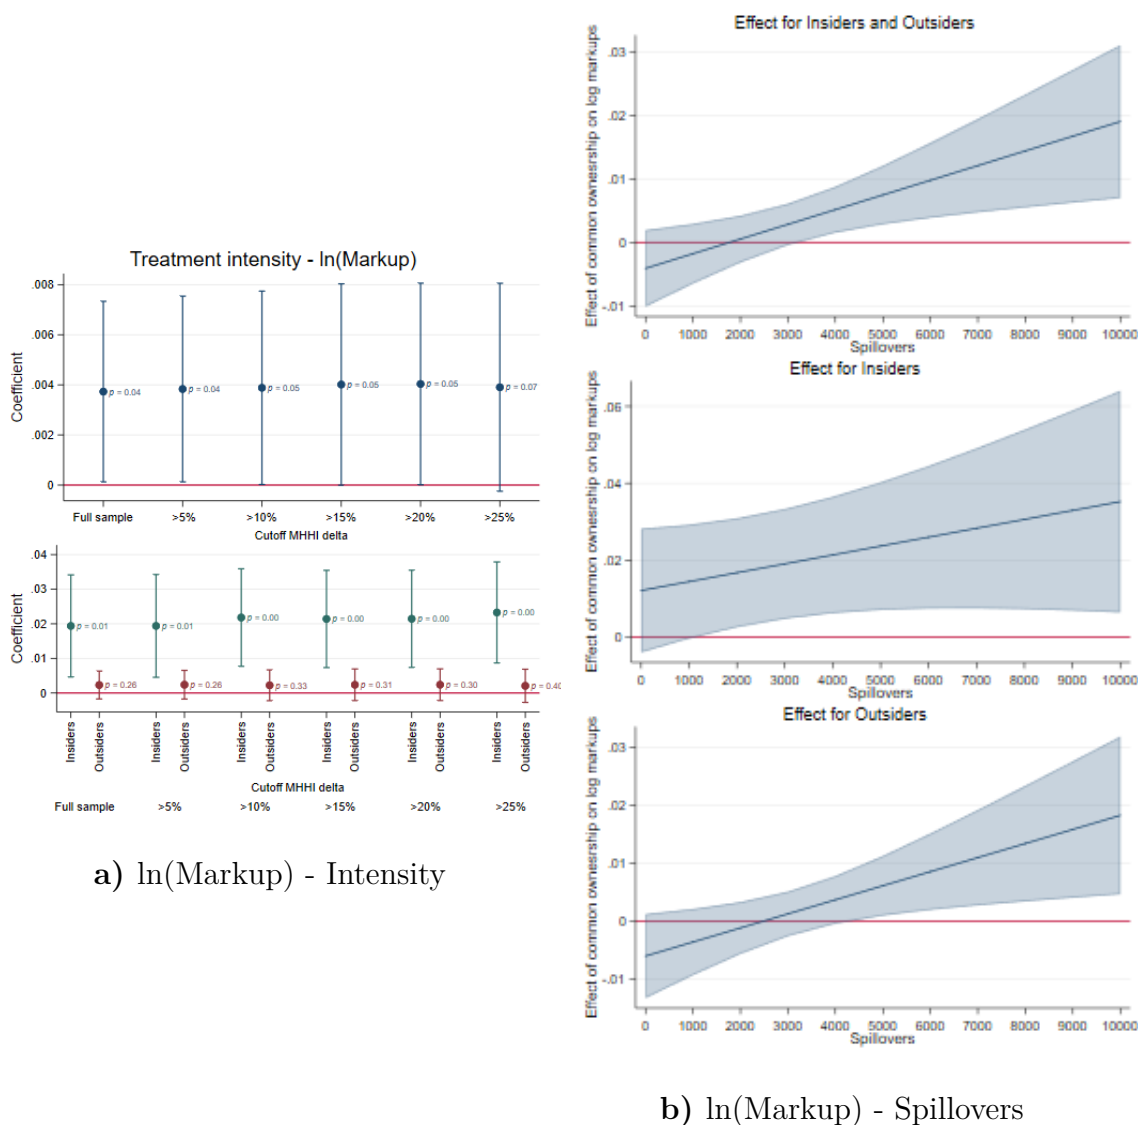 Treatment intensity - ln(Markup)
Coefficient
.008
.006
.004
.002
0
p = 0.04
p = 0.04
p = 0.05
p = 0.05
p = 0.05
p = 0.07
Full sample >5% >10% >15% >20% >25%
Cutoff MHHI delta
Coefficient
.04
.03
.02
.01
0
p = 0.01
p = 0.26
p = 0.01
p = 0.26
p = 0.00
p = 0.33
p = 0.00
p = 0.31
p = 0.00
p = 0.30
p = 0.00
p = 0.40
Insiders Outsiders Insiders Outsiders Insiders Outsiders Insiders Outsiders Insiders Outsiders Insiders Outsiders
Cutoff MHHI delta
Full sample >5% >10% >15% >20% >25%
a) ln(Markup) - Intensity
Effect for Insiders and Outsiders
Effect of common ownesrship on log markups
.03
.02
.01
0
-.01
0 1000 2000 3000 4000 5000 6000 7000 8000 9000 10000
Spillovers
Effect for Insiders
Effect of common ownesrship on log markups
.06
.04
.02
0
0 1000 2000 3000 4000 5000 6000 7000 8000 9000 10000
Spillovers
Effect for Outsiders
Effect of common ownesrship on log markups
.03
.02
.01
0
-.01
0 1000 2000 3000 4000 5000 6000 7000 8000 9000 10000
Spillovers
b) ln(Markup) - Spillovers